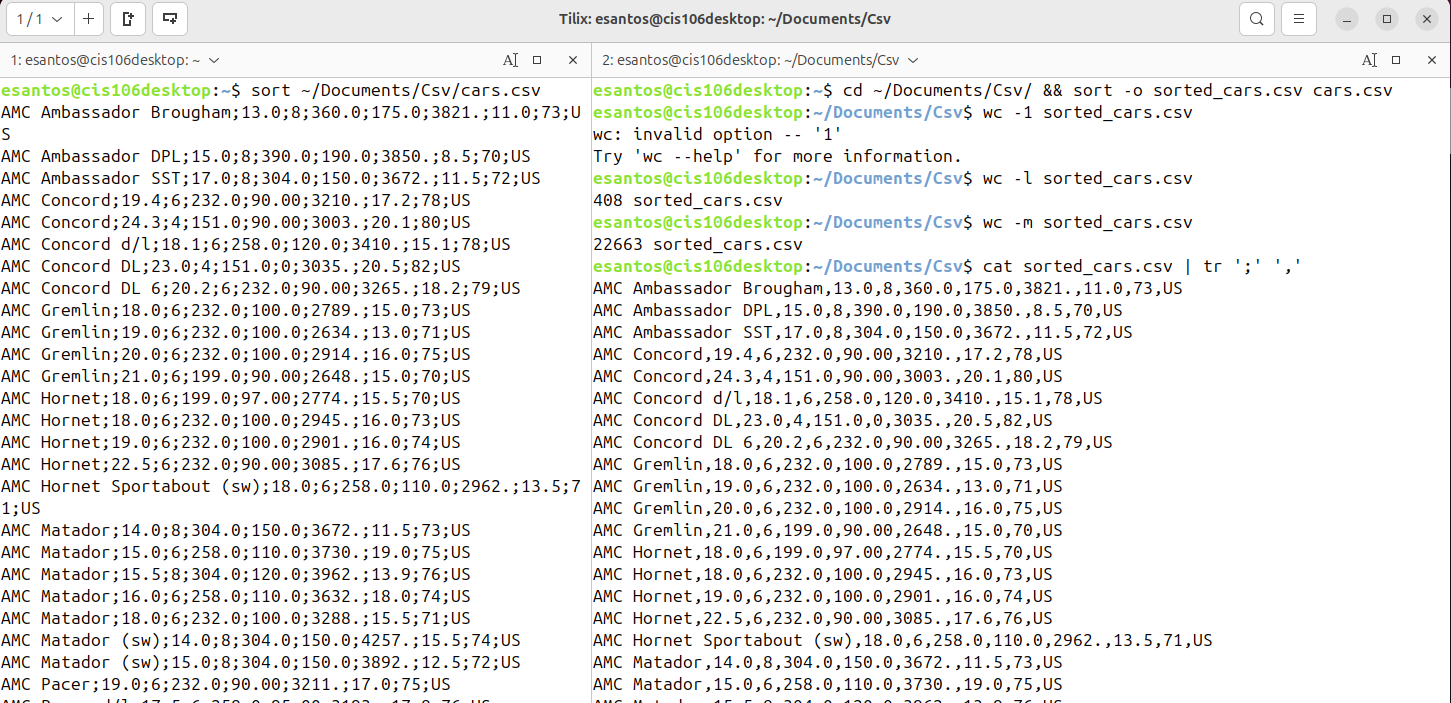 1 / 1
Tilix: esantos@cis106desktop: ~/Documents/Csv
1: esantos@cis106desktop: ~
esantos@cis106desktop:~$ sort ~/Documents/Csv/cars.csv
AMC Ambassador Brougham;13.0;8;360.0;175.0;3821.;11.0;73;U
S
AMC Ambassador DPL;15.0;8;390.0;190.0;3850.;8.5;70;US
AMC Ambassador SST;17.0;8;304.0;150.0;3672.;11.5;72;US
AMC Concord;19.4;6;232.0;90.00;3210.;17.2;78;US
AMC Concord;24.3;4;151.0;90.00;3003.;20.1;80;US
AMC Concord d/l;18.1;6;258.0;120.0;3410.;15.1;78;US
AMC Concord DL;23.0;4;151.0;0;3035.;20.5;82;US
AMC Concord DL 6;20.2;6;232.0;90.00;3265.;18.2;79;US
AMC Gremlin;18.0;6;232.0;100.0;2789.;15.0;73;US
AMC Gremlin;19.0;6;232.0;100.0;2634.;13.0;71;US
AMC Gremlin;20.0;6;232.0;100.0;2914.;16.0;75;US
AMC Gremlin;21.0;6;199.0;90.00;2648.;15.0;70;US
AMC Hornet;18.0;6;199.0;97.00;2774.;15.5;70;US
AMC Hornet;18.0;6;232.0;100.0;2945.;16.0;73;US
AMC Hornet;19.0;6;232.0;100.0;2901.;16.0;74;US
AMC Hornet;22.5;6;232.0;90.00;3085.;17.6;76;US
AMC Hornet Sportabout (sw);18.0;6;258.0;110.0;2962.;13.5;7
1;US
AMC Matador;14.0;8;304.0;150.0;3672.;11.5;73;US
AMC Matador;15.0;6;258.0;110.0;3730.;19.0;75;US
AMC Matador;15.5;8;304.0;120.0;3962.;13.9;76;US
AMC Matador;16.0;6;258.0;110.0;3632.;18.0;74;US
AMC Matador;18.0;6;232.0;100.0;3288.;15.5;71;US
AMC Matador (sw);14.0;8;304.0;150.0;4257.;15.5;74;US
AMC Matador (sw);15.0;8;304.0;150.0;3892.;12.5;72;US
AMC Pacer;19.0;6;232.0;90.00;3211.;17.0;75;US
2: esantos@cis106desktop: ~/Documents/Csv
esantos@cis106desktop:~$ cd ~/Documents/Csv/ && sort -o sorted_cars.csv cars.csv
esantos@cis106desktop:~/Documents/Csv$ wc -1 sorted_cars.csv
wc: invalid option -- '1'
Try 'wc --help' for more information.
esantos@cis106desktop:~/Documents/Csv$ wc -l sorted_cars.csv
408 sorted_cars.csv
esantos@cis106desktop:~/Documents/Csv$ wc -m sorted_cars.csv
22663 sorted_cars.csv
esantos@cis106desktop:~/Documents/Csv$ cat sorted_cars.csv | tr ';' ','
AMC Ambassador Brougham,13.0,8,360.0,175.0,3821.,11.0,73,US
AMC Ambassador DPL,15.0,8,390.0,190.0,3850.,8.5,70,US
AMC Ambassador SST,17.0,8,304.0,150.0,3672.,11.5,72,US
AMC Concord,19.4,6,232.0,90.00,3210.,17.2,78,US
AMC Concord,24.3,4,151.0,90.00,3003.,20.1,80,US
AMC Concord d/l,18.1,6,258.0,120.0,3410.,15.1,78,US
AMC Concord DL,23.0,4,151.0,0,3035.,20.5,82,US
AMC Concord DL 6,20.2,6,232.0,90.00,3265.,18.2,79,US
AMC Gremlin,18.0,6,232.0,100.0,2789.,15.0,73,US
AMC Gremlin,19.0,6,232.0,100.0,2634.,13.0,71,US
AMC Gremlin,20.0,6,232.0,100.0,2914.,16.0,75,US
AMC Gremlin,21.0,6,199.0,90.00,2648.,15.0,70,US
AMC Hornet,18.0,6,199.0,97.00,2774.,15.5,70,US
AMC Hornet,18.0,6,232.0,100.0,2945.,16.0,73,US
AMC Hornet,19.0,6,232.0,100.0,2901.,16.0,74,US
AMC Hornet,22.5,6,232.0,90.00,3085.,17.6,76,US
AMC Hornet Sportabout (sw),18.0,6,258.0,110.0,2962.,13.5,71,US
AMC Matador,14.0,8,304.0,150.0,3672.,11.5,73,US
AMC Matador,15.0,6,258.0,110.0,3730.,19.0,75,US